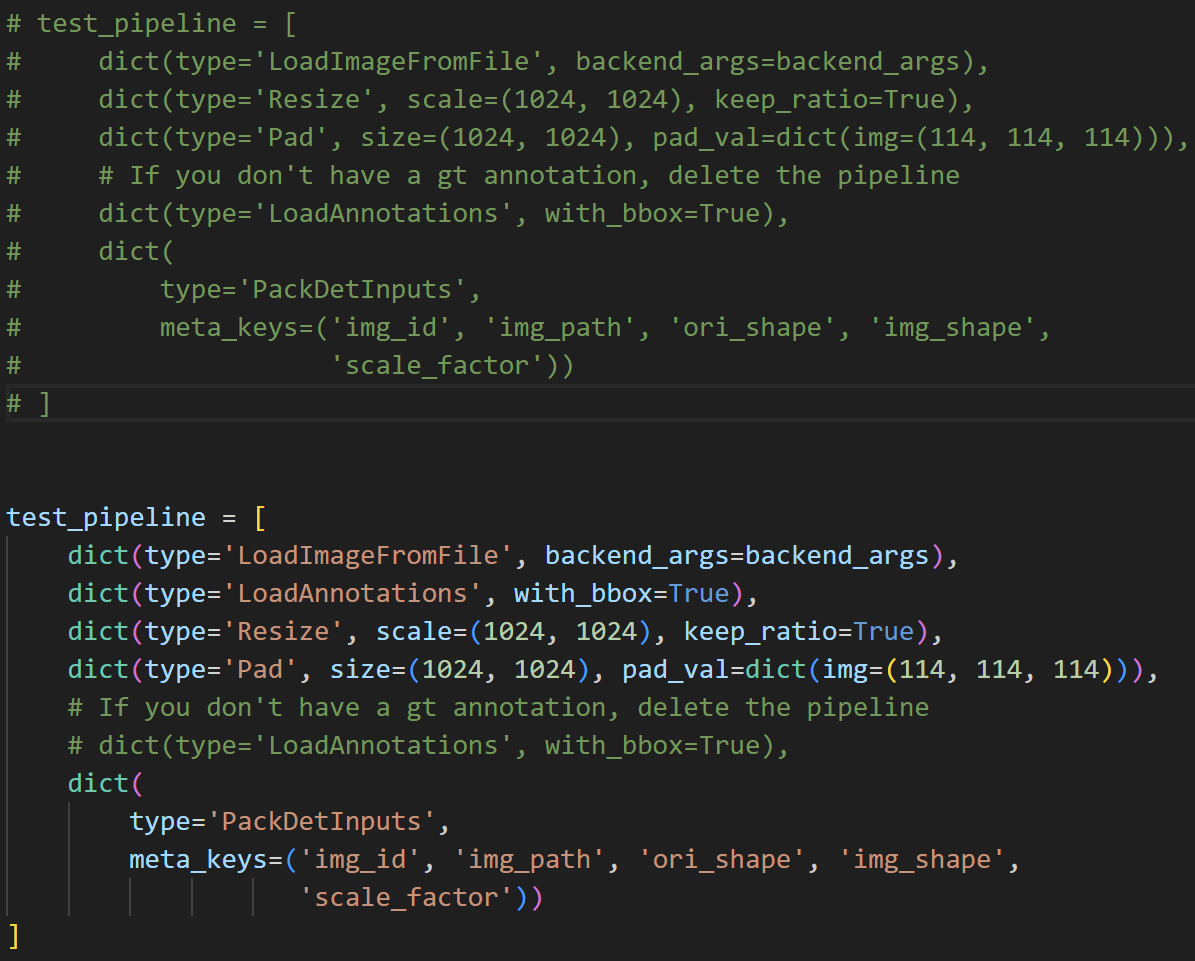 # test_pipeline = [
#     dict(type='LoadImageFromFile', backend_args=backend_args),
#     dict(type='Resize', scale=(1024, 1024), keep_ratio=True),
#     dict(type='Pad', size=(1024, 1024), pad_val=dict(img=(114, 114, 114))),
#     # If you don't have a gt annotation, delete the pipeline
#     dict(type='LoadAnnotations', with_bbox=True),
#     dict(
#         type='PackDetInputs',
#         meta_keys=('img_id', 'img_path', 'ori_shape', 'img_shape',
#                    'scale_factor'))
# ]
test_pipeline = [
    dict(type='LoadImageFromFile', backend_args=backend_args),
    dict(type='LoadAnnotations', with_bbox=True),
    dict(type='Resize', scale=(1024, 1024), keep_ratio=True),
    dict(type='Pad', size=(1024, 1024), pad_val=dict(img=(114, 114, 114))),
    # If you don't have a gt annotation, delete the pipeline
    # dict(type='LoadAnnotations', with_bbox=True),
    dict(
        type='PackDetInputs',
        meta_keys=('img_id', 'img_path', 'ori_shape', 'img_shape',
                   'scale_factor'))
]